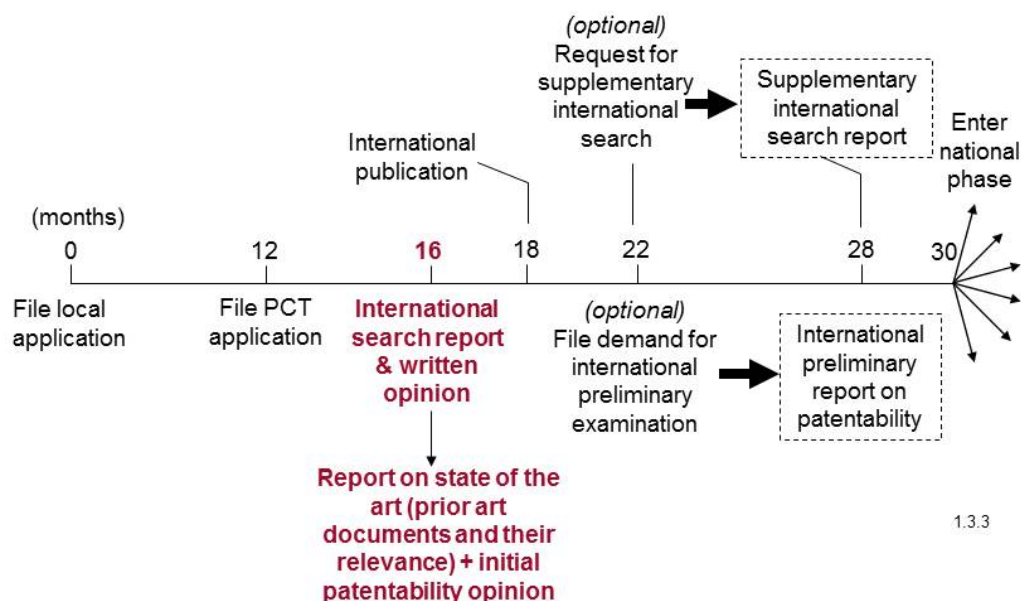 (optional)
Request for
supplementary
international
search
Supplementary
international
search report
Enter
national
phase
International
publication
(months)
0
12
16
18
22
28
30
File local
application
File PCT
application
International
search report
& written
opinion
(optional)
File demand for
international
preliminary
examination
International
preliminary
report on
patentability
Report on state of the
art (prior art
documents and their
relevance) + initial
patentability opinion
1.3.3